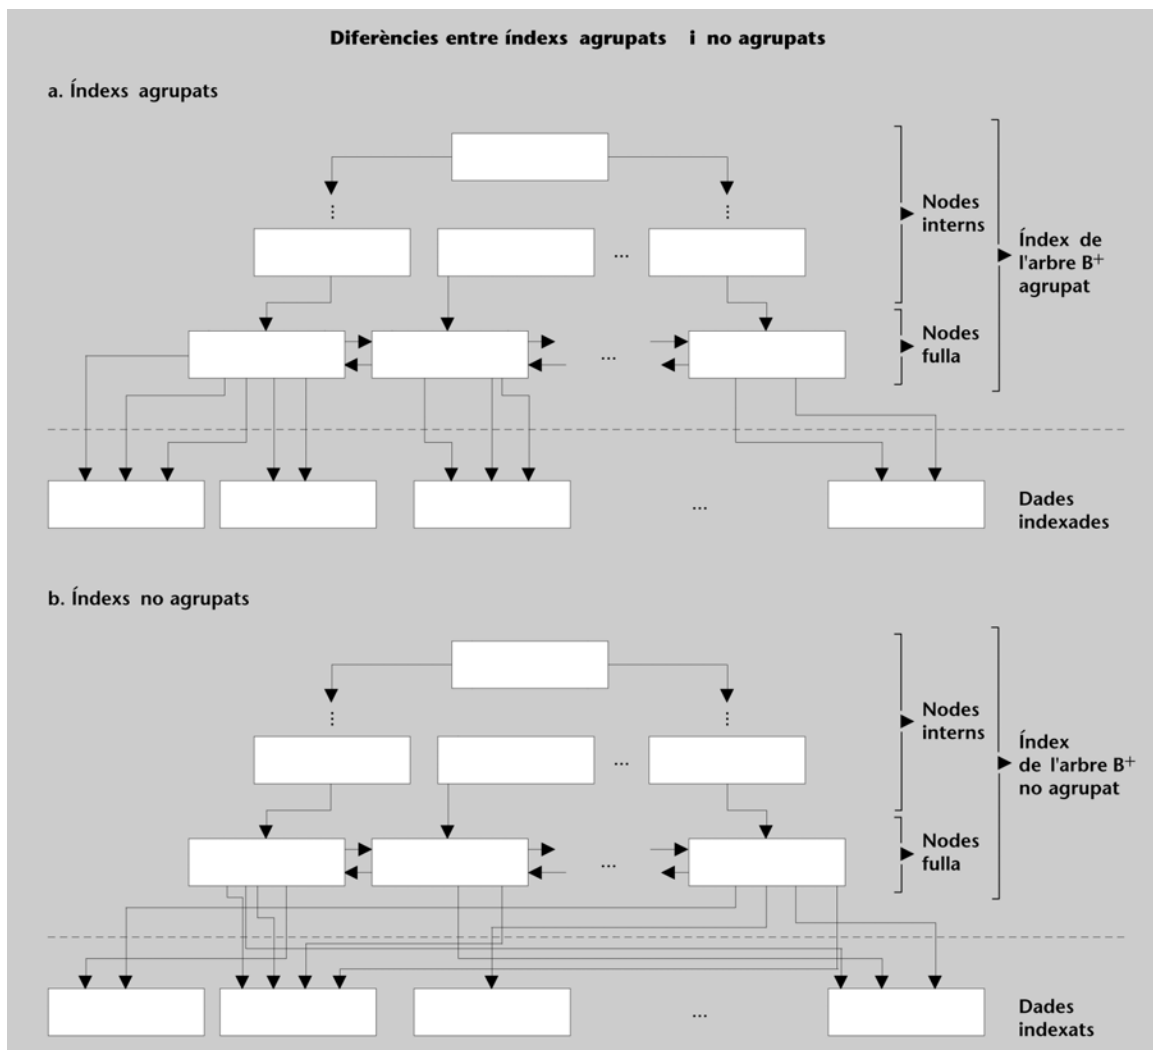 Diferències entre índexs agrupats i no agrupats
a. Índexs agrupats
Nodes
interns
Índex de
l'arbre B+
agrupat
Nodes
fulla
...
...
...
Dades
indexades
b. Índexs no agrupats
Nodes
interns
Índex
de l'arbre B+
no agrupat
Nodes
fulla
...
...
...
Dades
indexats